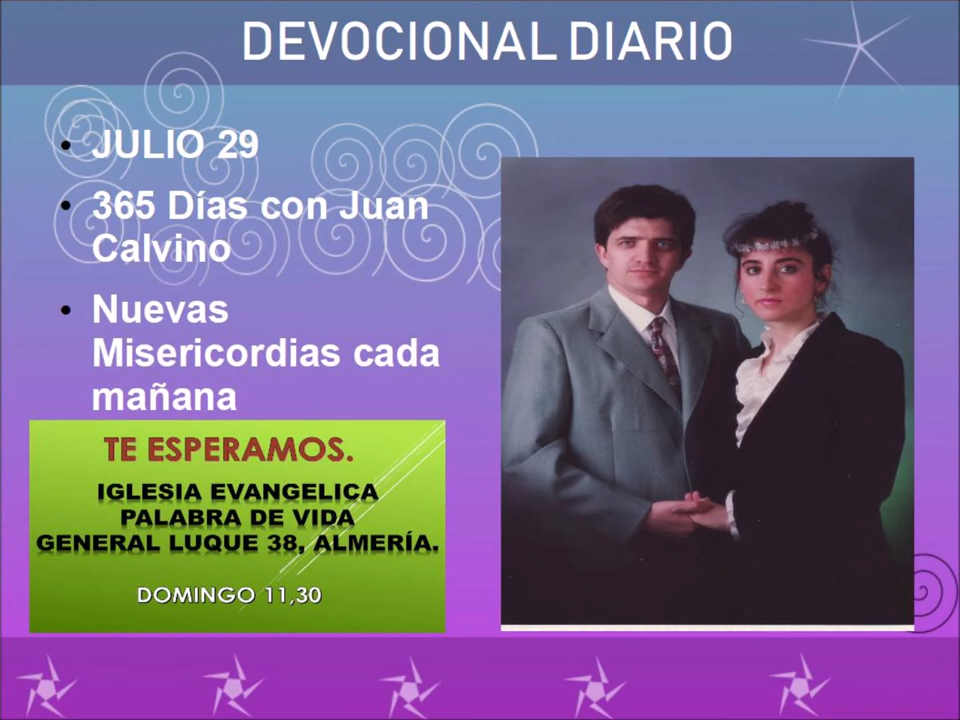 DEVOCIONAL DIARIO
• JULIO 29
• 365 Días con Juan
Calvino
• Nuevas
Misericordias cada
mañana
TE ESPERAMOS.
IGLESIA EVANGELICA
PALABRA DE VIDA
GENERAL LUQUE 38, ALMERÍA.
DOMINGO 11,30